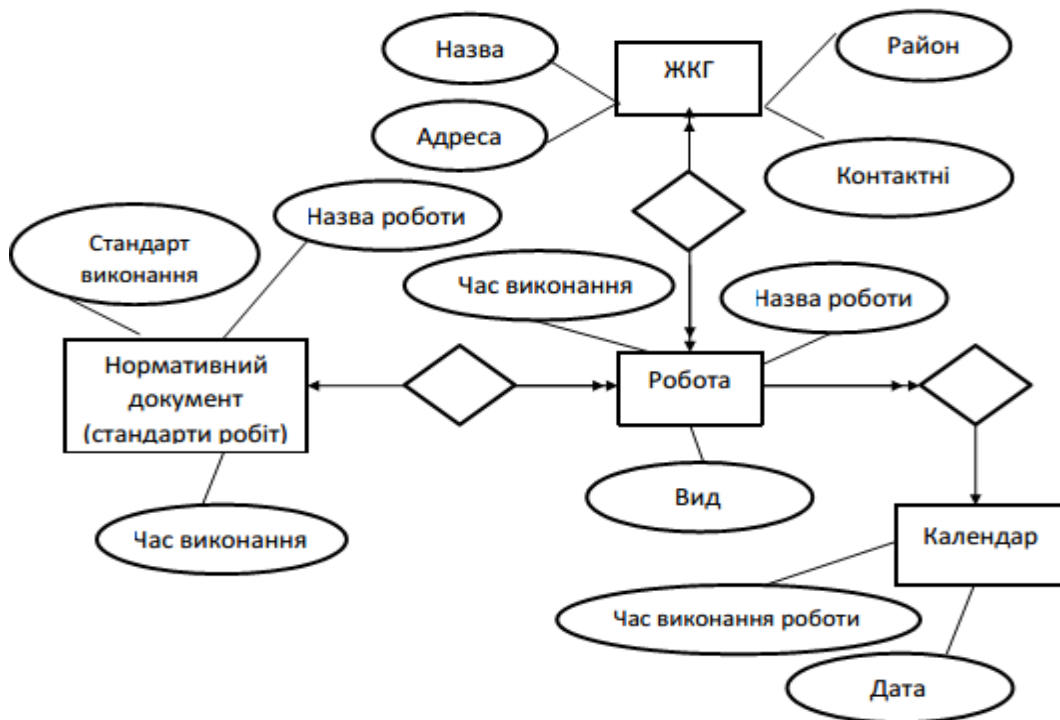 Назва
ЖКГ
Район
Адреса
Контактні
Назва роботи
Стандарт
виконання
Час виконання
Назва роботи
Нормативний
документ
(стандарти робіт)
Робота
Вид
Час виконання
Календар
Час виконання роботи
Дата